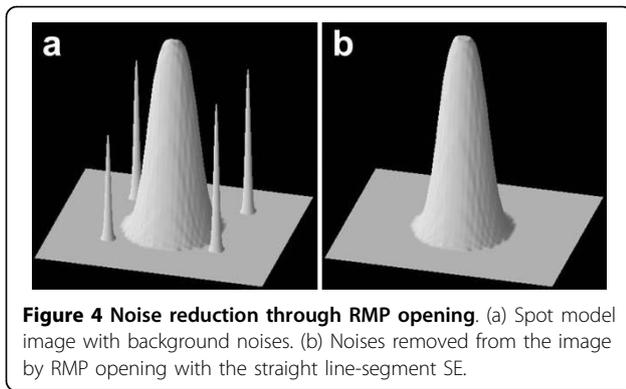 a b
Figure 4 Noise reduction through RMP opening. (a) Spot model
image with background noises. (b) Noises removed from the image
by RMP opening with the straight line-segment SE.